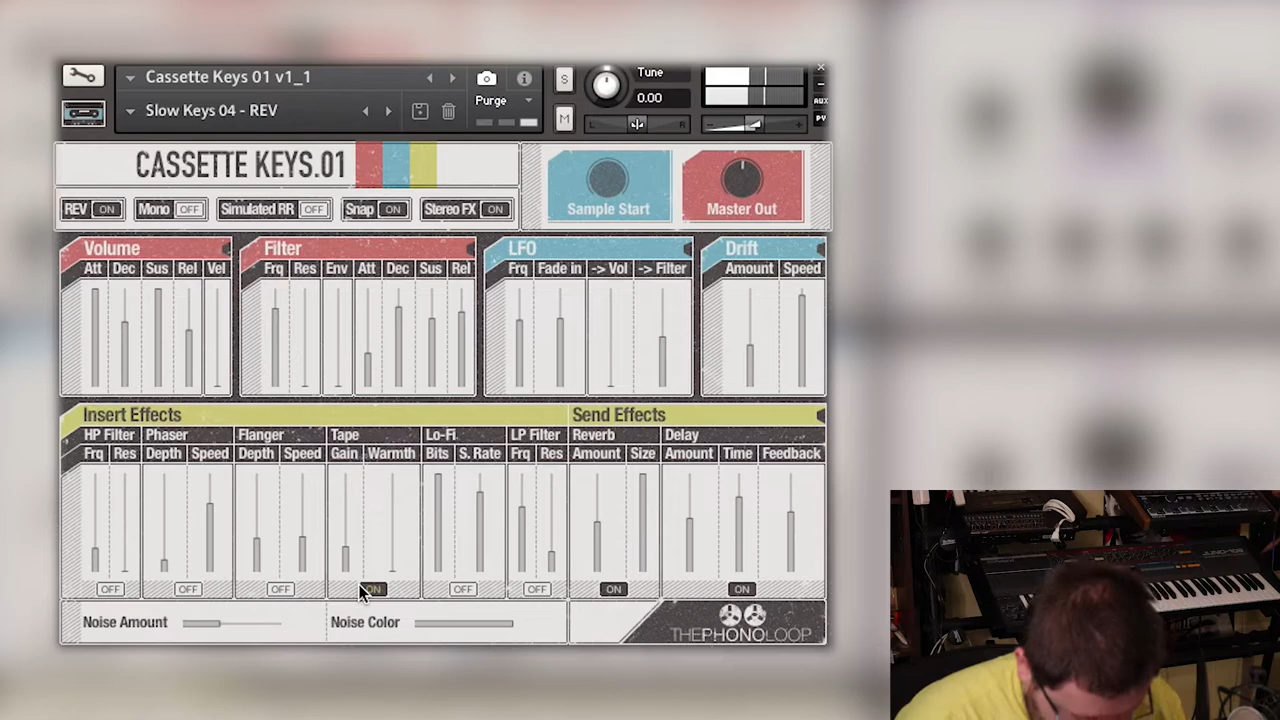 Cassette Keys 01 v1_1
Slow Keys 04 - REV
Purge
S
M
Tune
0.00
L R
AUX
PV
CASSETTE KEYS.01
REV ON Mono OFF Simulated RR OFF Snap ON Stereo FX ON
Sample Start
Master Out
Volume Filter LFO Drift
Att Dec Sus Rel Vel Frq Res Env Att Dec Sus Rel Frq Fade in -> Vol -> Filter Amount Speed
Insert Effects Send Effects
HP Filter Phaser Flanger Tape Lo-Fi LP Filter Reverb Delay
Frq Res Depth Speed Depth Speed Gain Warmth Bits S. Rate Frq Res Amount Size Amount Time Feedback
OFF OFF OFF ON OFF OFF ON ON
Noise Amount Noise Color
THEPHONOLOOP
JUNO-106